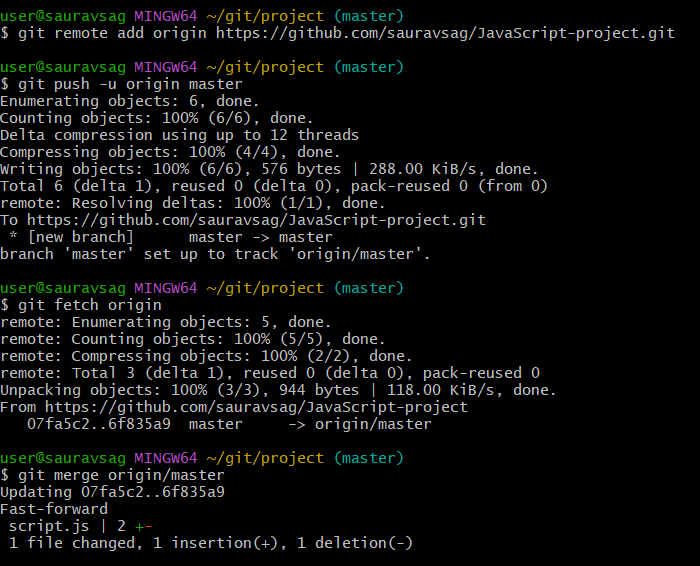 user@sauravsag MINGW64 ~/git/project (master)
$ git remote add origin https://github.com/sauravsag/JavaScript-project.git
user@sauravsag MINGW64 ~/git/project (master)
$ git push -u origin master
Enumerating objects: 6, done.
Counting objects: 100% (6/6), done.
Delta compression using up to 12 threads
Compressing objects: 100% (4/4), done.
Writing objects: 100% (6/6), 576 bytes | 288.00 KiB/s, done.
Total 6 (delta 1), reused 0 (delta 0), pack-reused 0 (from 0)
remote: Resolving deltas: 100% (1/1), done.
To https://github.com/sauravsag/JavaScript-project.git
 * [new branch]      master -> master
branch 'master' set up to track 'origin/master'.
user@sauravsag MINGW64 ~/git/project (master)
$ git fetch origin
remote: Enumerating objects: 5, done.
remote: Counting objects: 100% (5/5), done.
remote: Compressing objects: 100% (2/2), done.
remote: Total 3 (delta 1), reused 0 (delta 0), pack-reused 0
Unpacking objects: 100% (3/3), 944 bytes | 118.00 KiB/s, done.
From https://github.com/sauravsag/JavaScript-project
   07fa5c2..6f835a9  master     -> origin/master
user@sauravsag MINGW64 ~/git/project (master)
$ git merge origin/master
Updating 07fa5c2..6f835a9
Fast-forward
 script.js | 2 +-
 1 file changed, 1 insertion(+), 1 deletion(-)